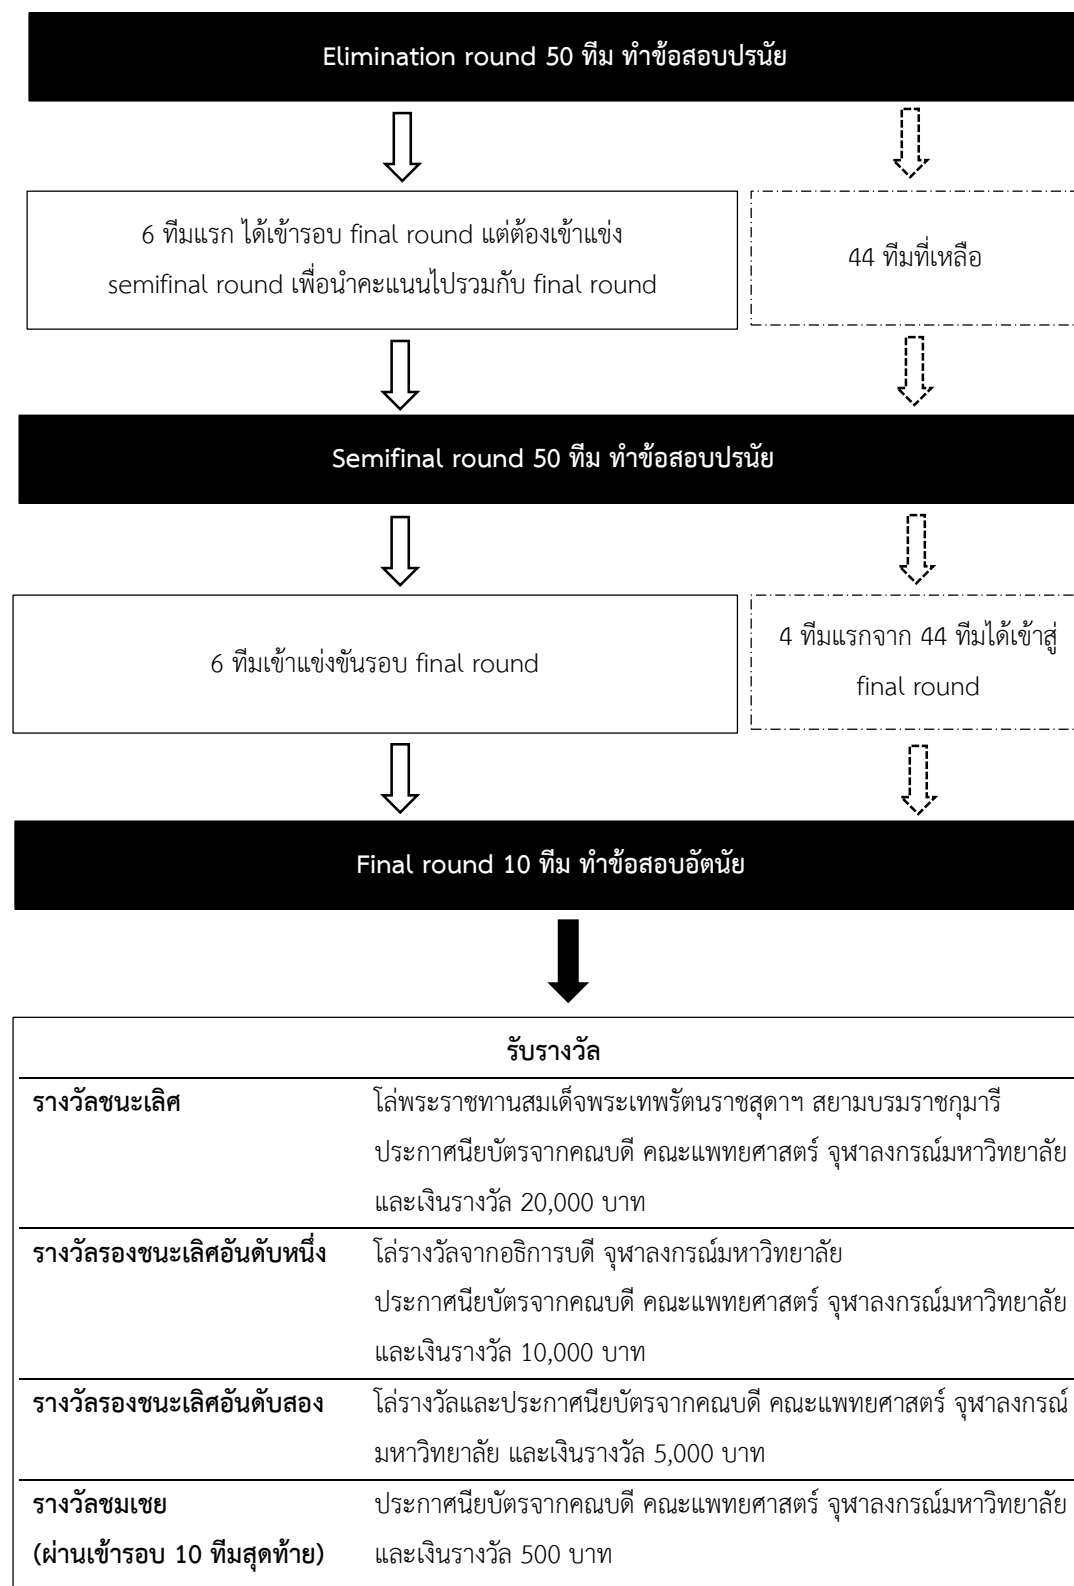 Elimination round 50 ทีม ทำข้อสอบปรนัย
6 ทีมแรก ได้เข้ารอบ final round แต่ต้องเข้าแข่ง
semifinal round เพื่อนำคะแนนไปรวมกับ final round
44 ทีมที่เหลือ
Semifinal round 50 ทีม ทำข้อสอบปรนัย
6 ทีมเข้าแข่งขันรอบ final round
4 ทีมแรกจาก 44 ทีมได้เข้าสู่
final round
Final round 10 ทีม ทำข้อสอบอัตนัย
รับรางวัล
รางวัลชนะเลิศ
โล่พระราชทานสมเด็จพระเทพรัตนราชสุดาฯ สยามบรมราชกุมารี
ประกาศนียบัตรจากคณบดี คณะแพทยศาสตร์ จุฬาลงกรณ์มหาวิทยาลัย
และเงินรางวัล 20,000 บาท
รางวัลรองชนะเลิศอันดับหนึ่ง
โล่รางวัลจากอธิการบดี จุฬาลงกรณ์มหาวิทยาลัย
ประกาศนียบัตรจากคณบดี คณะแพทยศาสตร์ จุฬาลงกรณ์มหาวิทยาลัย
และเงินรางวัล 10,000 บาท
รางวัลรองชนะเลิศอันดับสอง
โล่รางวัลและประกาศนียบัตรจากคณบดี คณะแพทยศาสตร์ จุฬาลงกรณ์
มหาวิทยาลัย และเงินรางวัล 5,000 บาท
รางวัลชมเชย
(ผ่านเข้ารอบ 10 ทีมสุดท้าย)
ประกาศนียบัตรจากคณบดี คณะแพทยศาสตร์ จุฬาลงกรณ์มหาวิทยาลัย
และเงินรางวัล 500 บาท